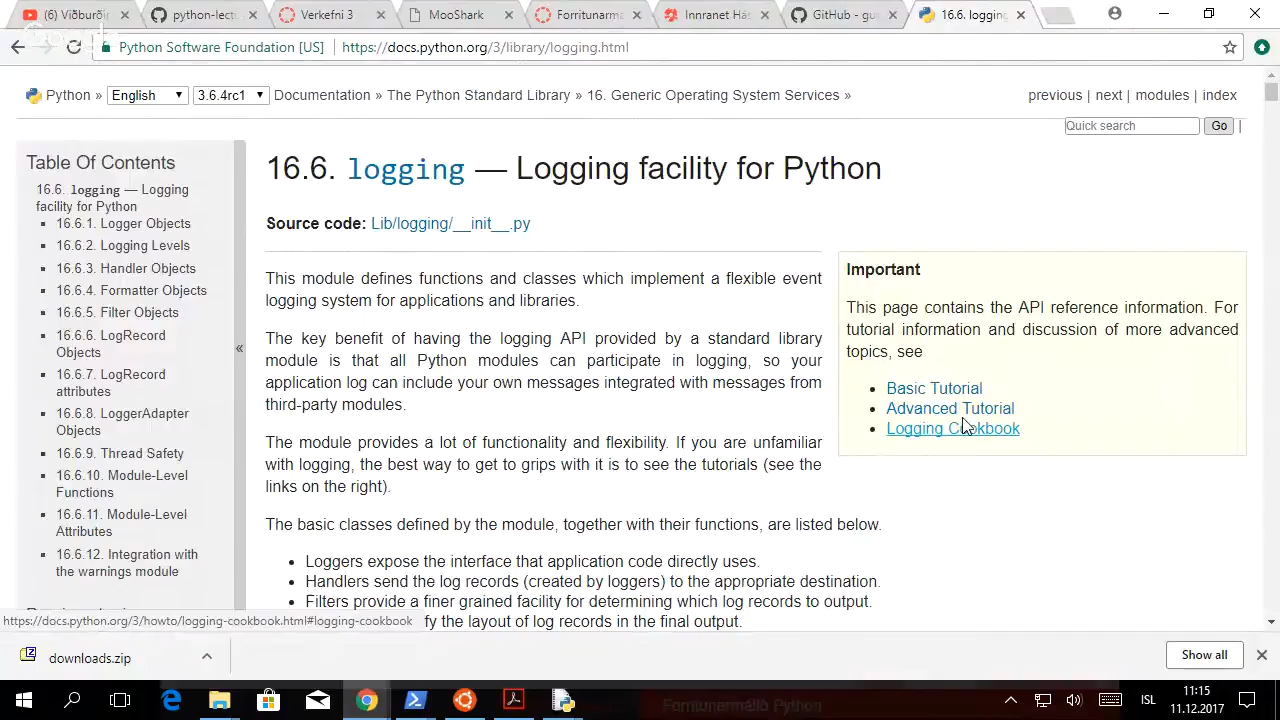 (1) Viðburði
python-lect
Verkefni 3
MooShark
Forritunarm
Innranet Há
GitHub - gu
16.6. logging
Python Software Foundation [US] https://docs.python.org/3/library/logging.html
Python » English 3.6.4rc1 Documentation » The Python Standard Library » 16. Generic Operating System Services » previous | next | modules | index
Quick search Go |
Table Of Contents
16.6. logging — Logging
facility for Python
16.6.1. Logger Objects
16.6.2. Logging Levels
16.6.3. Handler Objects
16.6.4. Formatter Objects
16.6.5. Filter Objects
16.6.6. LogRecord
Objects
16.6.7. LogRecord
attributes
16.6.8. LoggerAdapter
Objects
16.6.9. Thread Safety
16.6.10. Module-Level
Functions
16.6.11. Module-Level
Attributes
16.6.12. Integration with
the warnings module
«
16.6. logging — Logging facility for Python
Source code: Lib/logging/__init__.py
This module defines functions and classes which implement a flexible event
logging system for applications and libraries.
The key benefit of having the logging API provided by a standard library
module is that all Python modules can participate in logging, so your
application log can include your own messages integrated with messages from
third-party modules.
The module provides a lot of functionality and flexibility. If you are unfamiliar
with logging, the best way to get to grips with it is to see the tutorials (see the
links on the right).
The basic classes defined by the module, together with their functions, are listed below.
Loggers expose the interface that application code directly uses.
Handlers send the log records (created by loggers) to the appropriate destination.
Filters provide a finer grained facility for determining which log records to output.
fy the layout of log records in the final output.
Important
This page contains the API reference information. For
tutorial information and discussion of more advanced
topics, see
Basic Tutorial
Advanced Tutorial
Logging Cookbook
https://docs.python.org/3/howto/logging-cookbook.html#logging-cookbook
downloads.zip
Show all
Forritunarmálið Python
ISL
11:15
11.12.2017